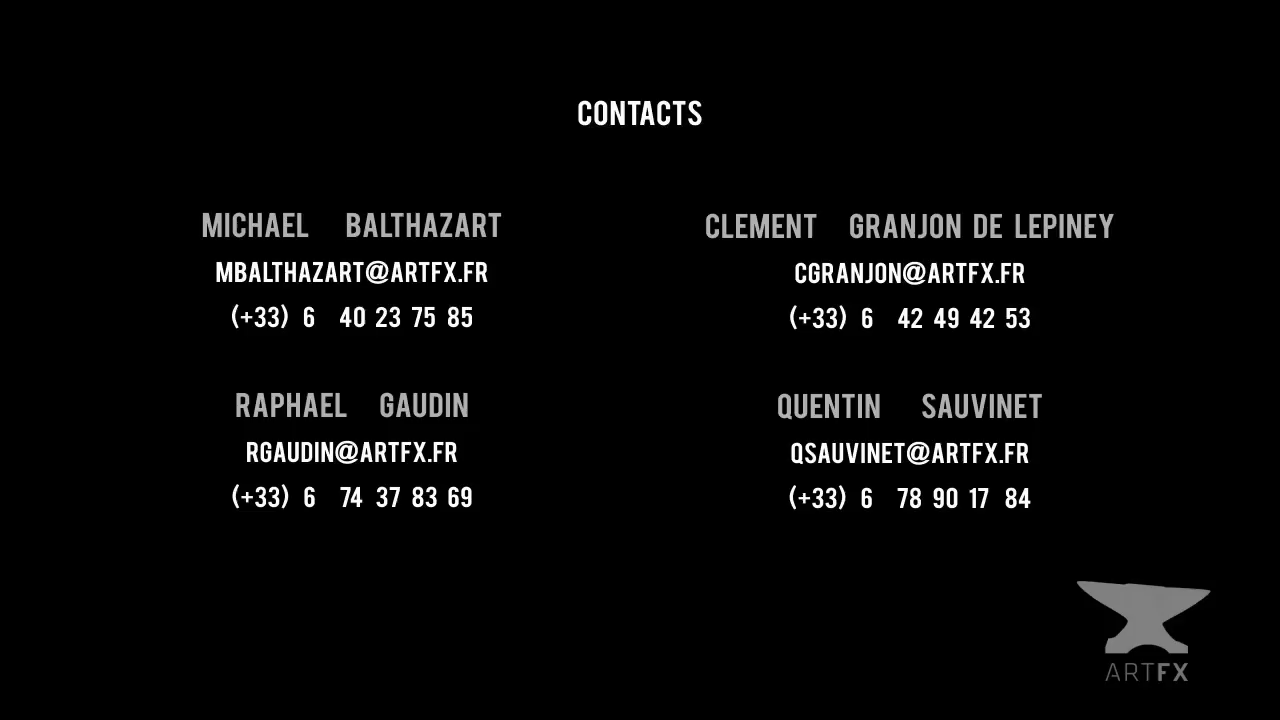 CONTACTS
MICHAEL BALTHAZART
MBALTHAZART@ARTFX.FR
(+33) 6 40 23 75 85
CLEMENT GRANJON DE LEPINEY
CGRANJON@ARTFX.FR
(+33) 6 42 49 42 53
RAPHAEL GAUDIN
RGAUDIN@ARTFX.FR
(+33) 6 74 37 83 69
QUENTIN SAUVINET
QSAUVINET@ARTFX.FR
(+33) 6 78 90 17 84
ARTFX